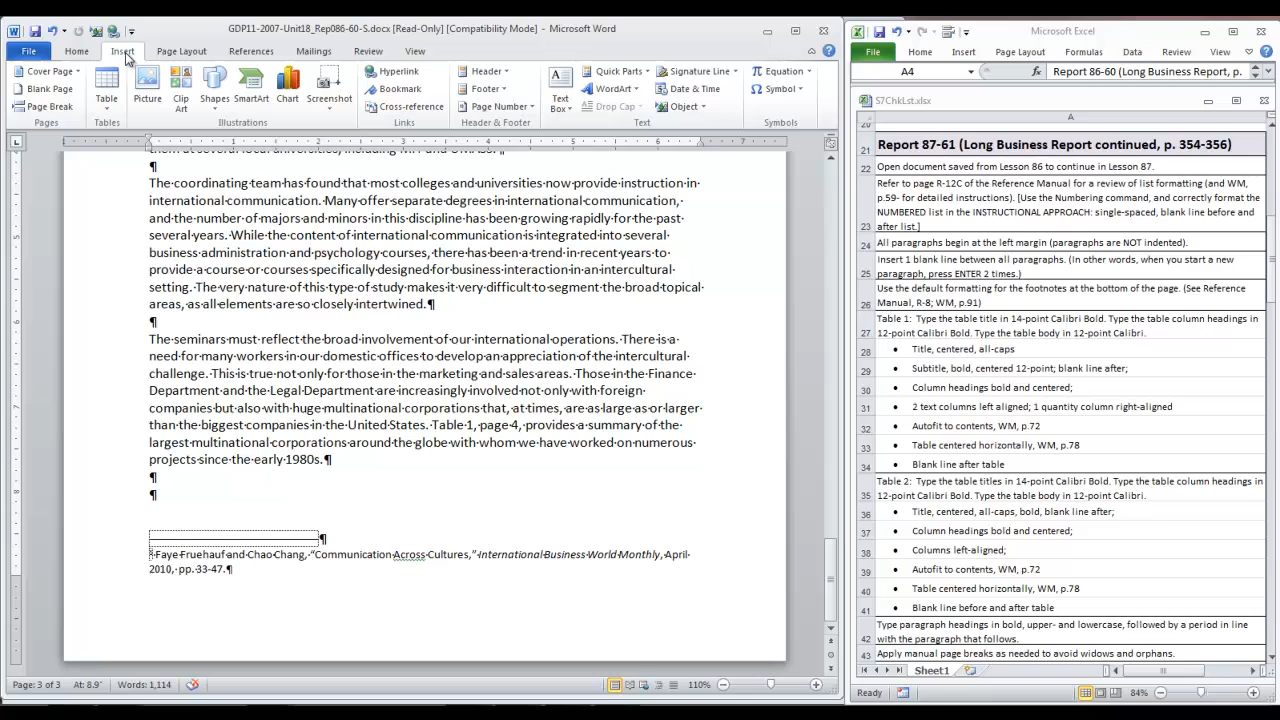 GDP11-2007-Unit18_Rep086-60-S.docx [Read-Only] [Compatibility Mode] - Microsoft Word
File Home Insert Page Layout References Mailings Review View
Cover Page
Blank Page
Page Break
Pages
Table
Tables
Picture
Clip Art
Shapes
SmartArt
Chart
Screenshot
Illustrations
Hyperlink
Bookmark
Cross-reference
Links
Header
Footer
Page Number
Header & Footer
Text Box
Quick Parts
WordArt
Drop Cap
Signature Line
Date & Time
Object
Text
Equation
Symbol
Symbols
¶
The coordinating team has found that most colleges and universities now provide instruction in
international communication. Many offer separate degrees in international communication,
and the number of majors and minors in this discipline has been growing rapidly for the past
several years. While the content of international communication is integrated into several
business administration and psychology courses, there has been a trend in recent years to
provide a course or courses specifically designed for business interaction in an intercultural
setting. The very nature of this type of study makes it very difficult to segment the broad topical
areas, as all elements are so closely intertwined.¶
¶
The seminars must reflect the broad involvement of our international operations. There is a
need for many workers in our domestic offices to develop an appreciation of the intercultural
challenge. This is true not only for those in the marketing and sales areas. Those in the Finance
Department and the Legal Department are increasingly involved not only with foreign
companies but also with huge multinational corporations that, at times, are as large as or larger
than the biggest companies in the United States. Table 1, page 4, provides a summary of the
largest multinational corporations around the globe with whom we have worked on numerous
projects since the early 1980s.¶
¶
¶
¶
Faye Fruehauf and Chao Chang, “Communication Across Cultures,” International Business World Monthly, April
2010, pp. 33-47.¶
Page: 3 of 3 At: 8.9" Words: 1,114 110%
Microsoft Excel
File Home Insert Page Layout Formulas Data Review View
A4 fx Report 86-60 (Long Business Report, p.
S7ChkLst.xlsx
A
20
21 Report 87-61 (Long Business Report continued, p. 354-356)
22 Open document saved from Lesson 86 to continue in Lesson 87.
Refer to page R-12C of the Reference Manual for a review of list formatting (and WM,
p.59- for detailed instructions). [Use the Numbering command, and correctly format the
NUMBERED list in the INSTRUCTIONAL APPROACH: single-spaced, blank line before and
23 after list.]
24 All paragraphs begin at the left margin (paragraphs are NOT indented).
Insert 1 blank line between all paragraphs. (In other words, when you start a new
25 paragraph, press ENTER 2 times.)
Use the default formatting for the footnotes at the bottom of the page. (See Reference
26 Manual, R-8; WM, p.91)
Table 1: Type the table title in 14-point Calibri Bold. Type the table column headings in
27 12-point Calibri Bold. Type the table body in 12-point Calibri.
28 • Title, centered, all-caps
29 • Subtitle, bold, centered 12-point; blank line after;
30 • Column headings bold and centered;
31 • 2 text columns left aligned; 1 quantity column right-aligned
32 • Autofit to contents, WM, p.72
33 • Table centered horizontally, WM, p.78
34 • Blank line after table
Table 2: Type the table titles in 14-point Calibri Bold. Type the table column headings in
35 12-point Calibri Bold. Type the table body in 12-point Calibri.
36 • Title, centered, all-caps, bold, blank line after;
37 • Column headings bold and centered;
38 • Columns left-aligned;
39 • Autofit to contents, WM, p.72
40 • Table centered horizontally, WM, p.78
41 • Blank line before and after table
Type paragraph headings in bold, upper- and lowercase, followed by a period in line
42 with the paragraph that follows.
43 Apply manual page breaks as needed to avoid widows and orphans.
Sheet1
Ready 84%